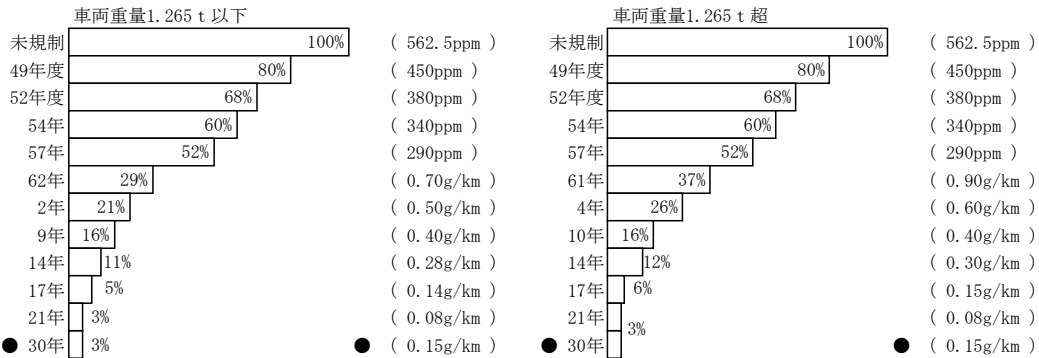 車両重量1.265ｔ以下
未規制 100% ( 562.5ppm )
49年度 80% ( 450ppm )
52年度 68% ( 380ppm )
54年 60% ( 340ppm )
57年 52% ( 290ppm )
62年 29% ( 0.70g/km )
2年 21% ( 0.50g/km )
9年 16% ( 0.40g/km )
14年 11% ( 0.28g/km )
17年 5% ( 0.14g/km )
21年 3% ( 0.08g/km )
● 30年 3% ● ( 0.15g/km )
車両重量1.265ｔ超
未規制 100% ( 562.5ppm )
49年度 80% ( 450ppm )
52年度 68% ( 380ppm )
54年 60% ( 340ppm )
57年 52% ( 290ppm )
61年 37% ( 0.90g/km )
4年 26% ( 0.60g/km )
10年 16% ( 0.40g/km )
14年 12% ( 0.30g/km )
17年 6% ( 0.15g/km )
21年 3% ( 0.08g/km )
● 30年 ● ( 0.15g/km )